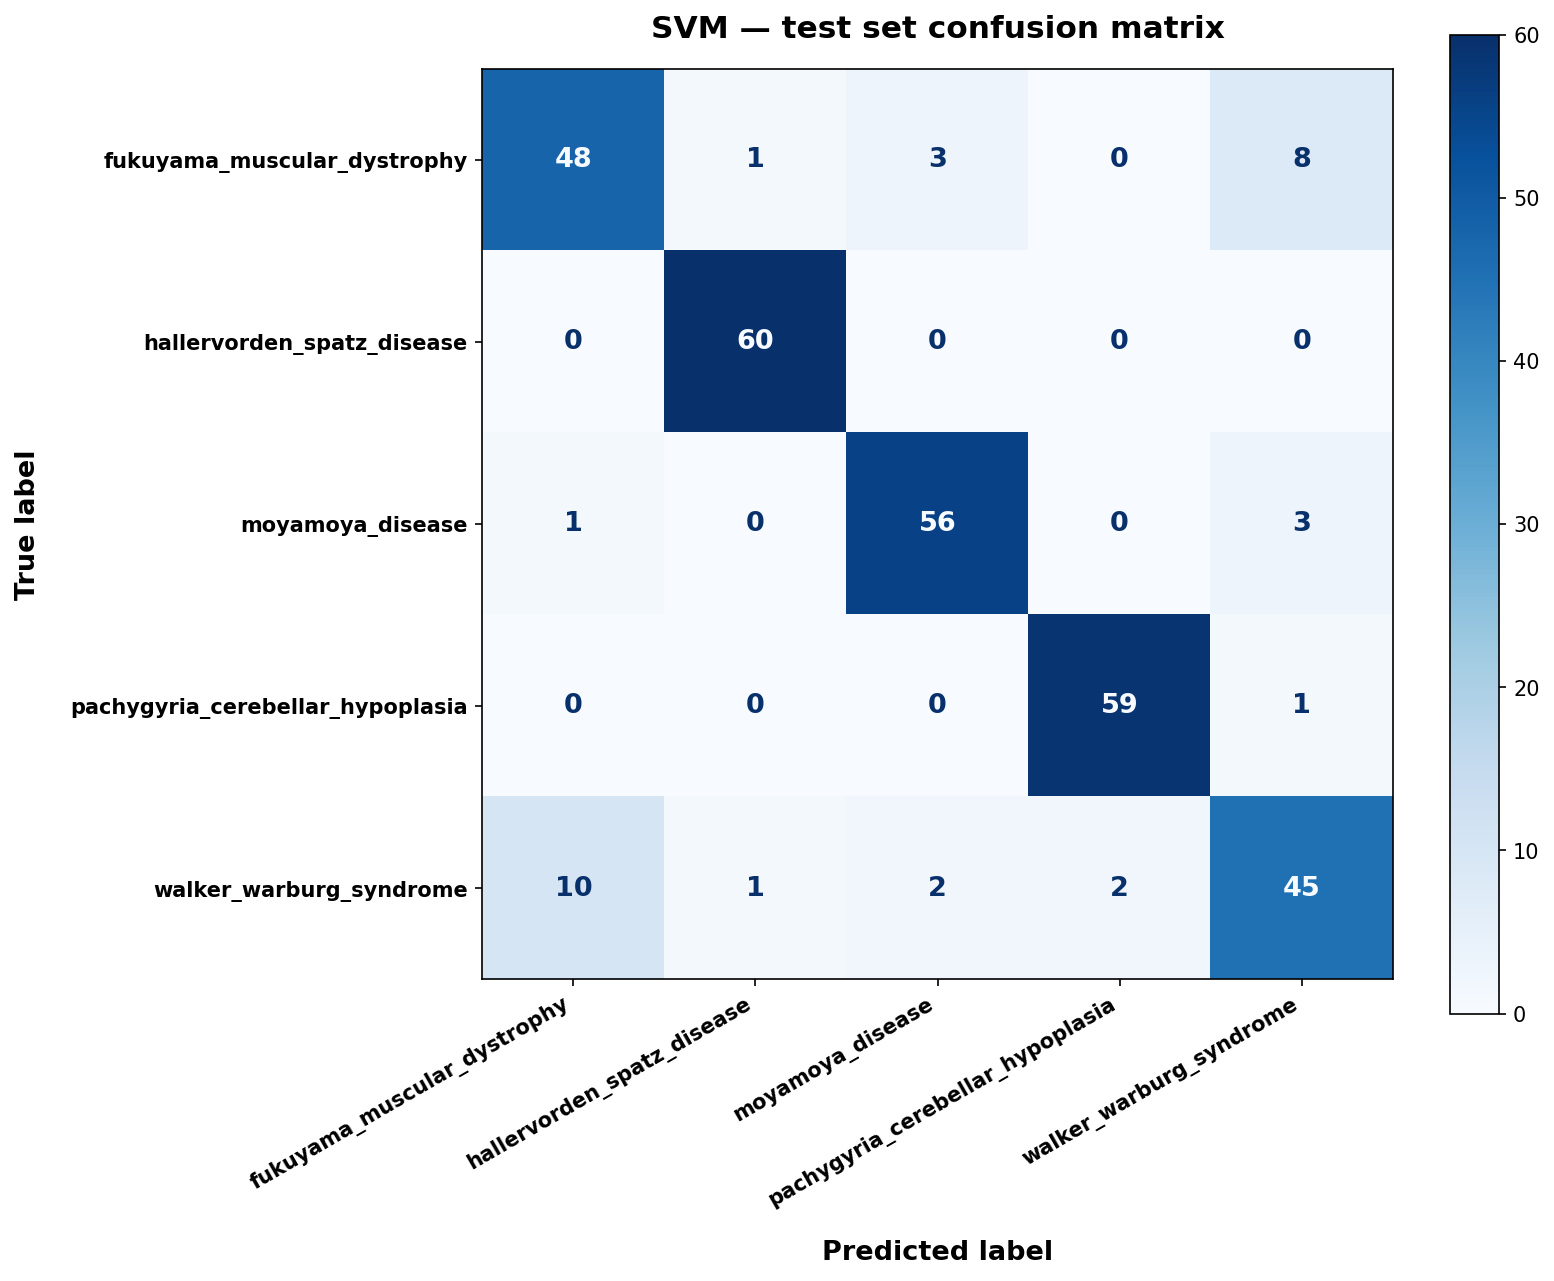 SVM — test set confusion matrix
60
50
40
30
20
10
0
True label
fukuyama_muscular_dystrophy 48 1 3 0 8
hallervorden_spatz_disease 0 60 0 0 0
moyamoya_disease 1 0 56 0 3
pachygyria_cerebellar_hypoplasia 0 0 0 59 1
walker_warburg_syndrome 10 1 2 2 45
fukuyama_muscular_dystrophy
hallervorden_spatz_disease
moyamoya_disease
pachygyria_cerebellar_hypoplasia
walker_warburg_syndrome
Predicted label